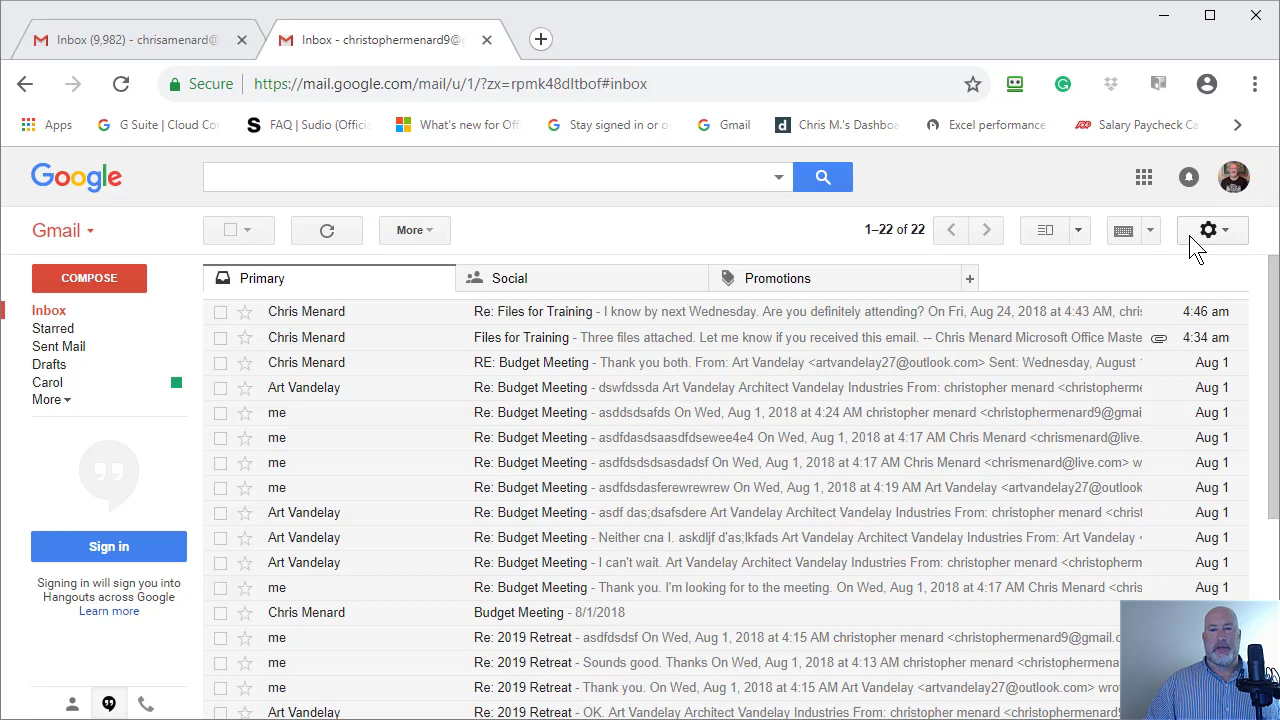 Inbox (9,982) - chrisamenard@
Inbox - christophermenard9@g
Secure https://mail.google.com/mail/u/1/?zx=rpmk48dltbof#inbox
Apps G Suite | Cloud Co FAQ | Sudio (Offici What's new for Off Stay signed in or o Gmail Chris M.'s Dashboa Excel performance Salary Paycheck Ca
Google
Gmail More 1–22 of 22
COMPOSE
Primary Social Promotions +
Inbox
Starred
Sent Mail
Drafts
Carol
More
Sign in
Signing in will sign you into
Hangouts across Google
Learn more
Chris Menard Re: Files for Training - I know by next Wednesday. Are you definitely attending? On Fri, Aug 24, 2018 at 4:43 AM, chris 4:46 am
Chris Menard Files for Training - Three files attached. Let me know if you received this email. -- Chris Menard Microsoft Office Maste 4:34 am
Chris Menard RE: Budget Meeting - Thank you both. From: Art Vandelay <artvandelay27@outlook.com> Sent: Wednesday, August Aug 1
Art Vandelay Re: Budget Meeting - dswfdssda Art Vandelay Architect Vandelay Industries From: christopher menard <christopherme Aug 1
me Re: Budget Meeting - asddsdsafds On Wed, Aug 1, 2018 at 4:24 AM christopher menard <christophermenard9@gmai Aug 1
me Re: Budget Meeting - asdfdasdsaasdfdsewee4e4 On Wed, Aug 1, 2018 at 4:17 AM Chris Menard <chrismenard@live. Aug 1
me Re: Budget Meeting - asdfdsdsdsasdadsf On Wed, Aug 1, 2018 at 4:17 AM Chris Menard <chrismenard@live.com> w Aug 1
me Re: Budget Meeting - asdfdsdasferewrewrew On Wed, Aug 1, 2018 at 4:19 AM Art Vandelay <artvandelay27@outlook Aug 1
Art Vandelay Re: Budget Meeting - asdf das;dsafsdere Art Vandelay Architect Vandelay Industries From: christopher menard <christ Aug 1
Art Vandelay Re: Budget Meeting - Neither cna I. askdljf d'as;lkfads Art Vandelay Architect Vandelay Industries From: christopher menard < Aug 1
Art Vandelay Re: Budget Meeting - I can't wait. Art Vandelay Architect Vandelay Industries From: christopher menard <christopherm Aug 1
me Re: Budget Meeting - Thank you. I'm looking for to the meeting. On Wed, Aug 1, 2018 at 4:17 AM Chris Menard <chr Aug 1
Chris Menard Budget Meeting - 8/1/2018
me Re: 2019 Retreat - asdfdsdsf On Wed, Aug 1, 2018 at 4:15 AM christopher menard <christophermenard9@gmail.c
me Re: 2019 Retreat - Sounds good. Thanks On Wed, Aug 1, 2018 at 4:13 AM christopher menard <christophermena
me Re: 2019 Retreat - Thank you. On Wed, Aug 1, 2018 at 4:15 AM Art Vandelay <artvandelay27@outlook.com> wrot
Art Vandelay Re: 2019 Retreat - OK. Art Vandelay Architect Vandelay Industries From: christopher menard <christophermenard